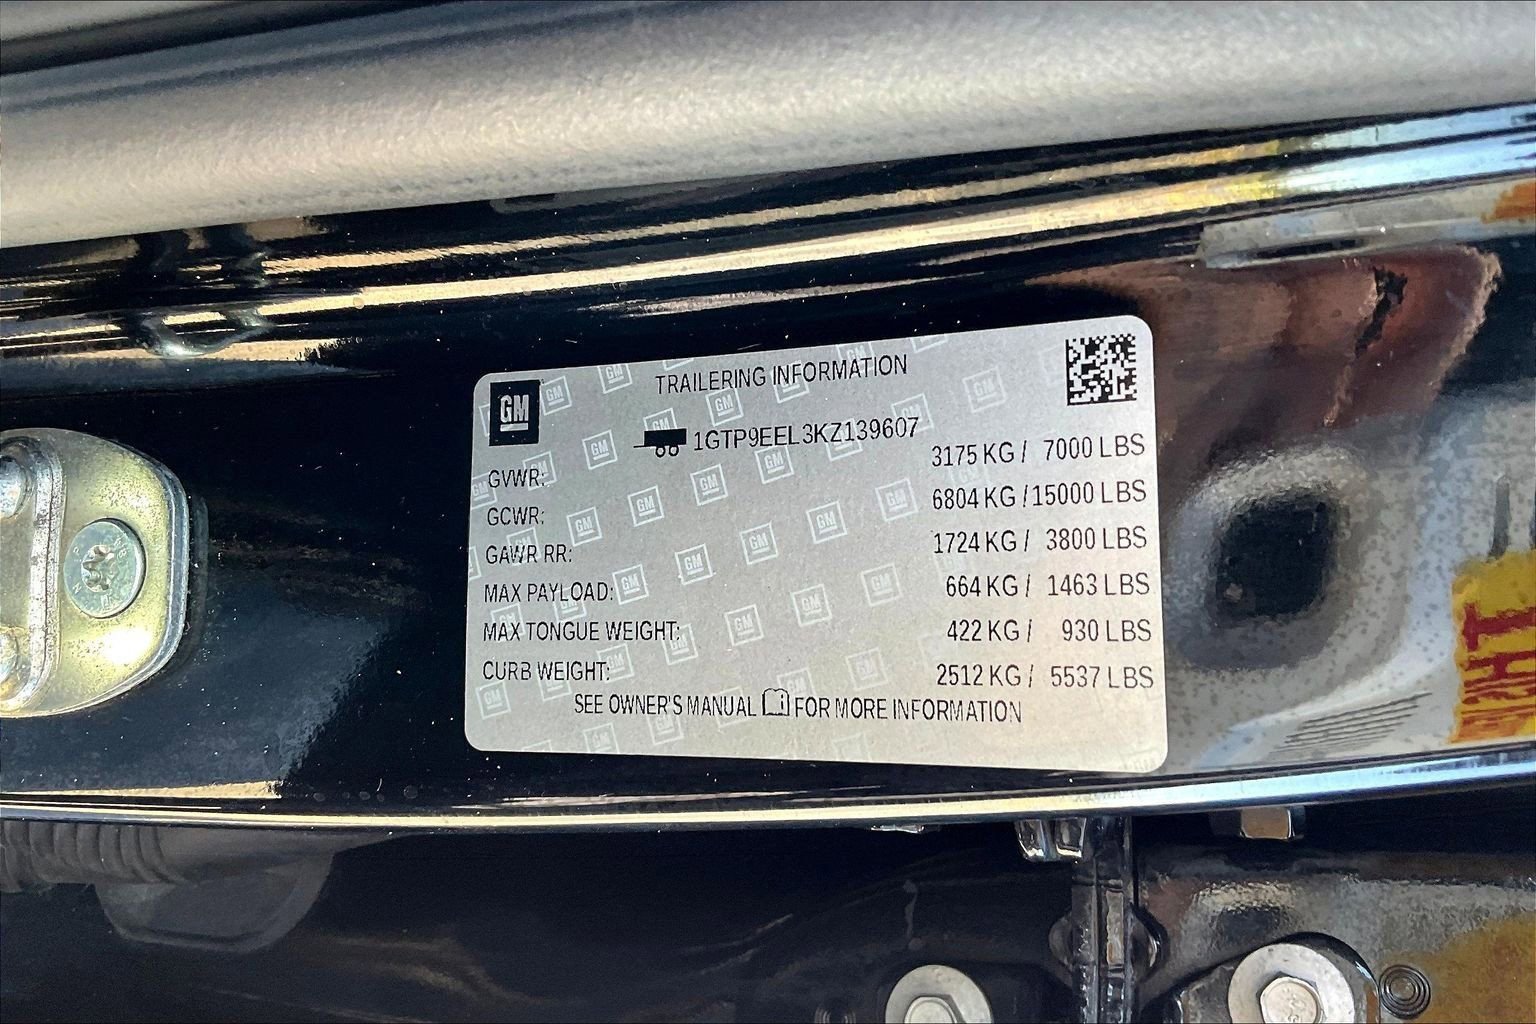 GM
TRAILERING INFORMATION
1GTP9EEL3KZ139607
GVWR: 3175 KG / 7000 LBS
GCWR: 6804 KG / 15000 LBS
GAWR RR: 1724 KG / 3800 LBS
MAX PAYLOAD: 664 KG / 1463 LBS
MAX TONGUE WEIGHT: 422 KG / 930 LBS
CURB WEIGHT: 2512 KG / 5537 LBS
SEE OWNER'S MANUAL FOR MORE INFORMATION